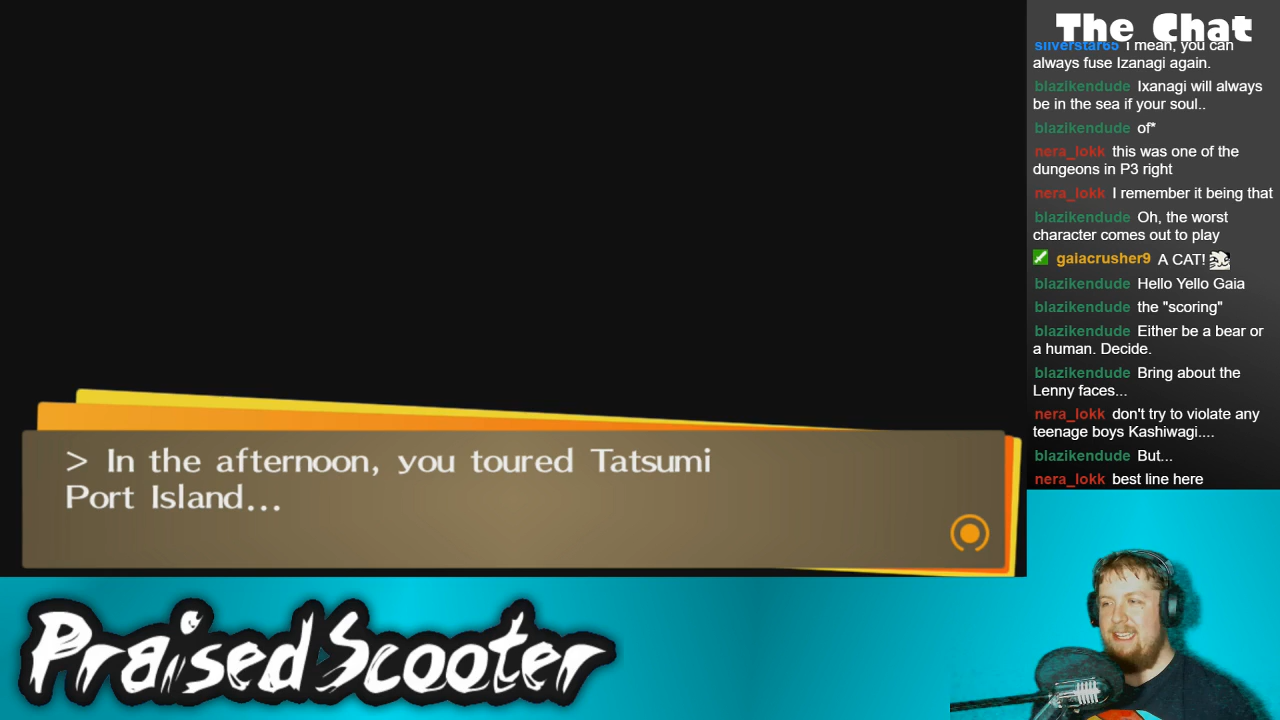 The Chat
silverstar65 I mean, you can
always fuse Izanagi again.
blazikendude Ixanagi will always
be in the sea if your soul..
blazikendude of*
nera_lokk this was one of the
dungeons in P3 right
nera_lokk I remember it being that
blazikendude Oh, the worst
character comes out to play
gaiacrusher9 A CAT!
blazikendude Hello Yello Gaia
blazikendude the "scoring"
blazikendude Either be a bear or
a human. Decide.
blazikendude Bring about the
Lenny faces...
nera_lokk don't try to violate any
teenage boys Kashiwagi....
blazikendude But...
nera_lokk best line here
> In the afternoon, you toured Tatsumi
Port Island...
PraisedScooter